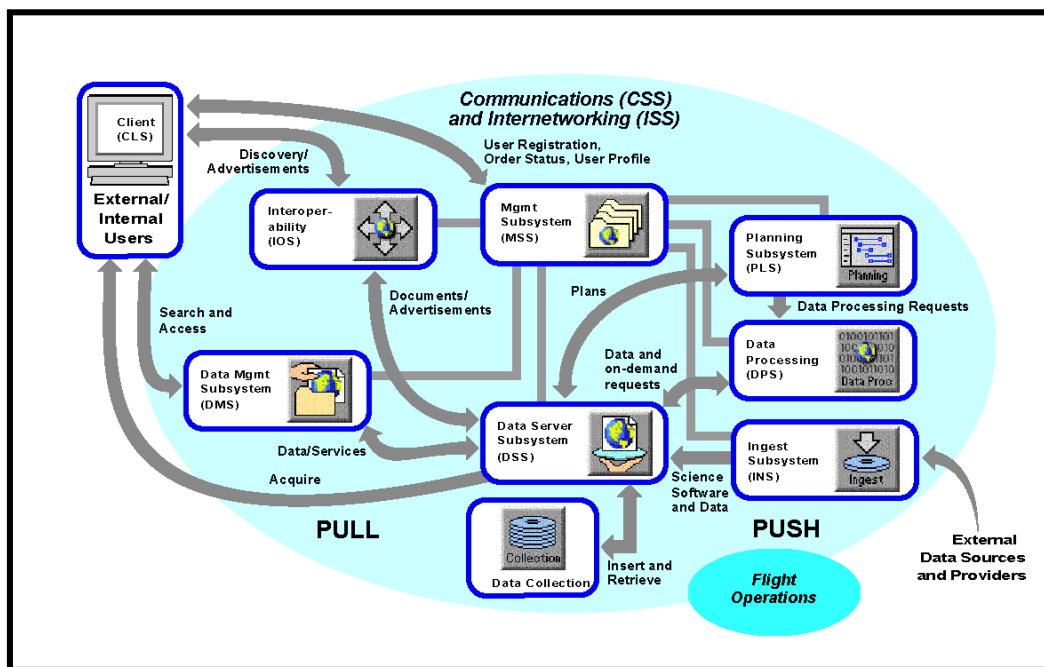 Communications (CSS)
and Internetworking (ISS)
Client
(CLS)
External/
Internal
Users
Discovery/
Advertisements
User Registration,
Order Status, User Profile
Interoper-
ability
(IOS)
Mgmt
Subsystem
(MSS)
Planning
Subsystem
(PLS)
Planning
Documents/
Advertisements
Plans
Data Processing Requests
Search and
Access
Data and
on-demand
requests
Data
Processing
(DPS)
0100101101
1001011010
Data Proc
Data Mgmt
Subsystem
(DMS)
Data Server
Subsystem
(DSS)
Data/Services
Ingest
Subsystem
(INS)
Ingest
Acquire
Science
Software
and Data
PULL
PUSH
Collection
Data Collection
Insert and
Retrieve
External
Data Sources
and Providers
Flight
Operations